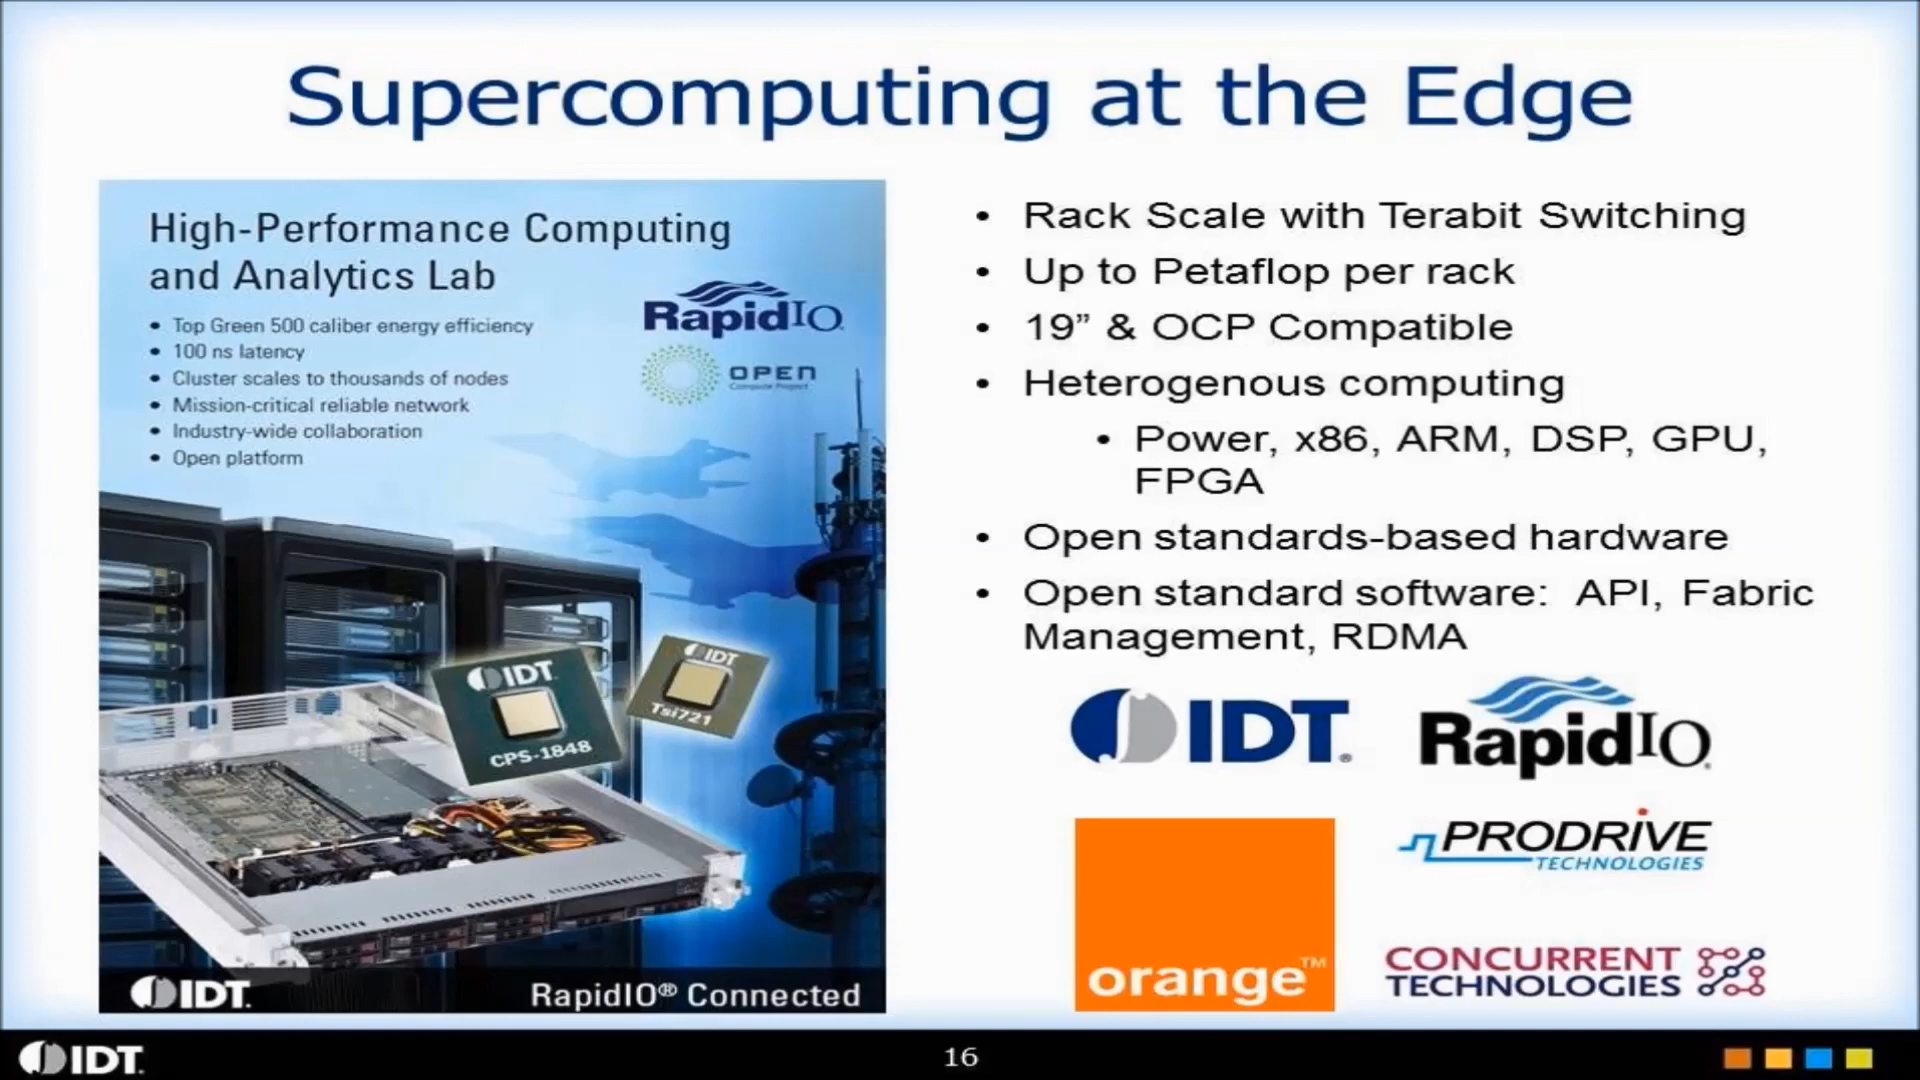 Supercomputing at the Edge
High-Performance Computing
and Analytics Lab
• Top Green 500 caliber energy efficiency
• 100 ns latency
• Cluster scales to thousands of nodes
• Mission-critical reliable network
• Industry-wide collaboration
• Open platform
RapidIO
OPEN
Compute Project
IDT
CPS-1848
IDT
Tsi721
IDT.
RapidIO® Connected
• Rack Scale with Terabit Switching
• Up to Petaflop per rack
• 19” & OCP Compatible
• Heterogenous computing
• Power, x86, ARM, DSP, GPU,
FPGA
• Open standards-based hardware
• Open standard software: API, Fabric
Management, RDMA
IDT®
RapidIO
orange™
PRODRIVE
TECHNOLOGIES
CONCURRENT
TECHNOLOGIES
IDT.
16